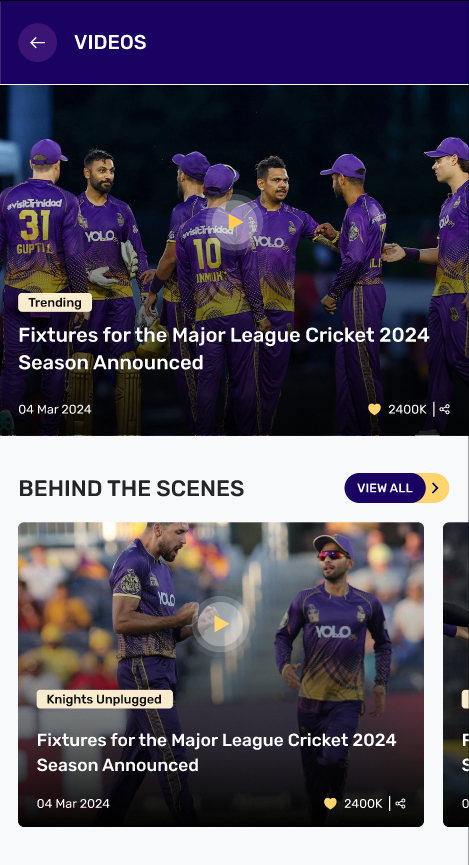 VIDEOS
#visitTrinidad
31
GUPTILL
YOLO
#visitTrinidad
10
YOLO
Trending
Fixtures for the Major League Cricket 2024
Season Announced
04 Mar 2024
2400K
BEHIND THE SCENES
VIEW ALL
YOLO
Knights Unplugged
Fixtures for the Major League Cricket 2024
Season Announced
04 Mar 2024
2400K